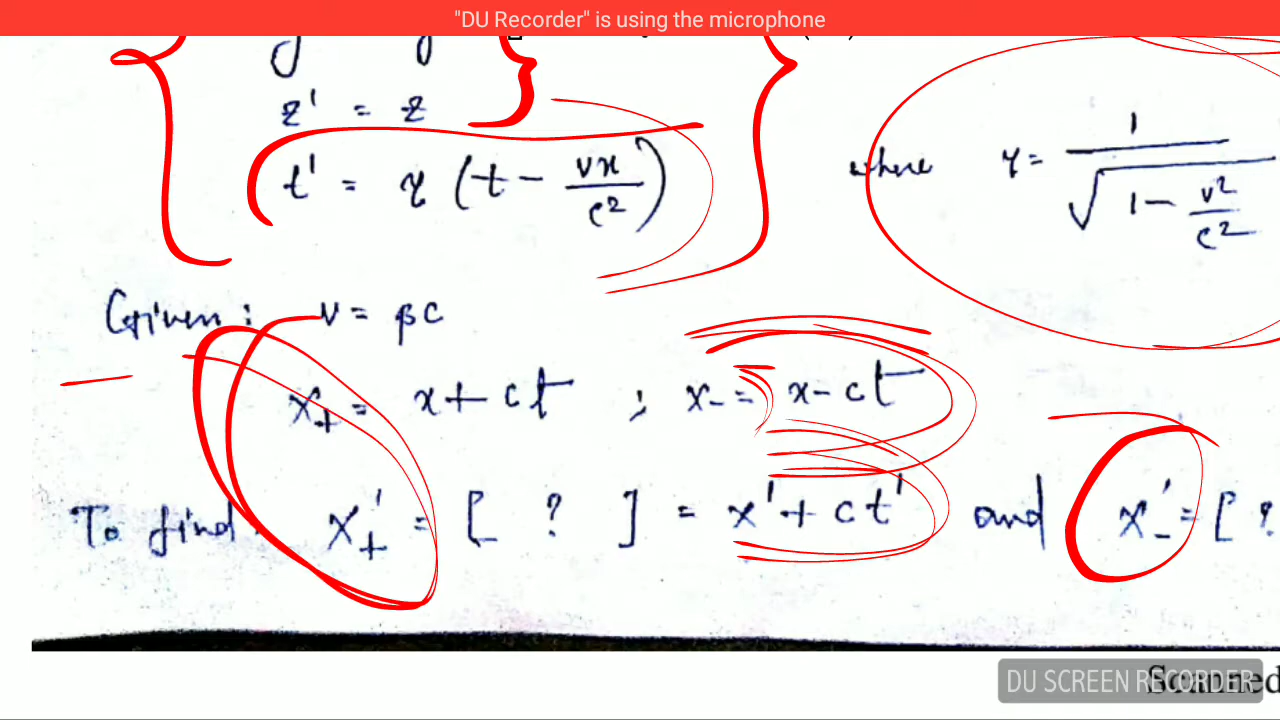 "DU Recorder" is using the microphone
z' = z
t' = γ (t - vx/c²) where γ = 1/√(1 - v²/c²)
Given: v = βc
x₊ = x + ct ; x₋ = x - ct
To find: x₊' = [ ? ] = x' + ct' and x₋' = [ ?
Scanned
DU SCREEN RECORDER